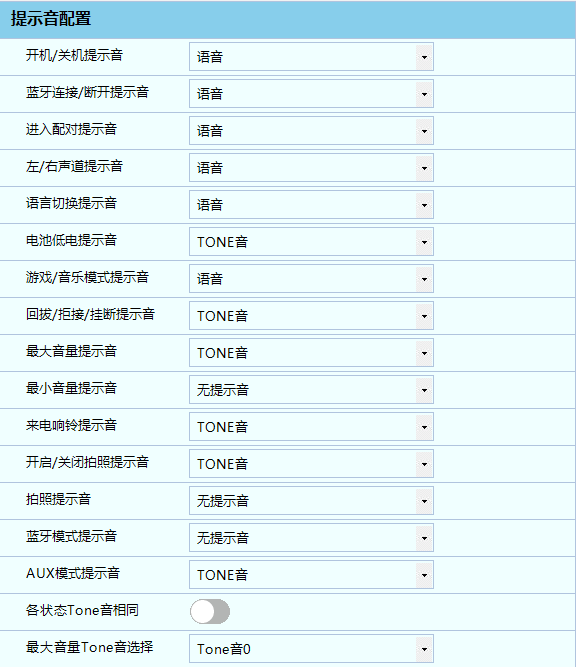 提示音配置
开机/关机提示音 语音
蓝牙连接/断开提示音 语音
进入配对提示音 语音
左/右声道提示音 语音
语言切换提示音 语音
电池低电提示音 TONE音
游戏/音乐模式提示音 语音
回拔/拒接/挂断提示音 TONE音
最大音量提示音 TONE音
最小音量提示音 无提示音
来电响铃提示音 TONE音
开启/关闭拍照提示音 TONE音
拍照提示音 无提示音
蓝牙模式提示音 无提示音
AUX模式提示音 TONE音
各状态Tone音相同
最大音量Tone音选择 Tone音0